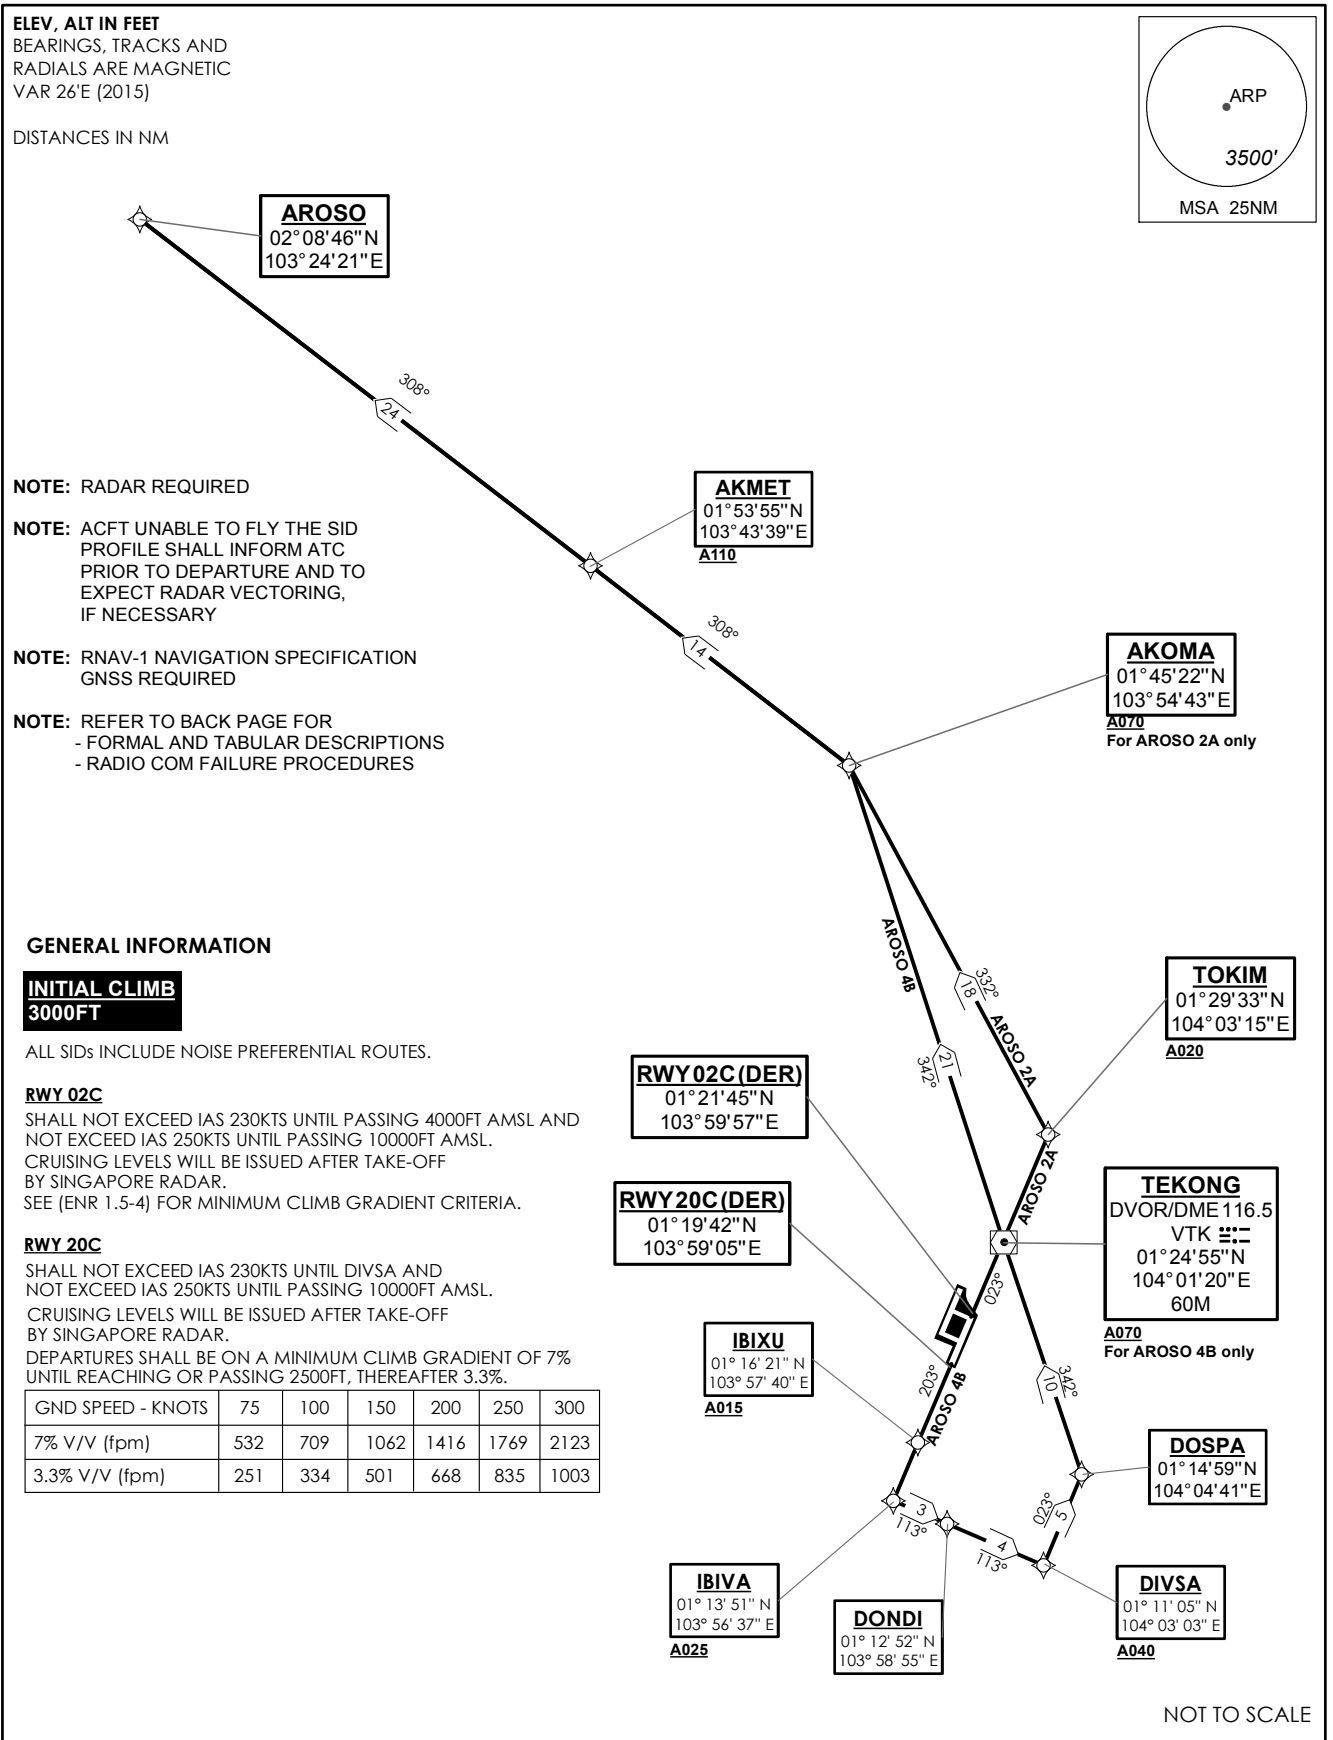 ELEV, ALT IN FEET
BEARINGS, TRACKS AND
RADIALS ARE MAGNETIC
VAR 26'E (2015)
DISTANCES IN NM
ARP
3500'
MSA 25NM
AROSO
02°08'46"N
103°24'21"E
308°
24
NOTE: RADAR REQUIRED
NOTE: ACFT UNABLE TO FLY THE SID
PROFILE SHALL INFORM ATC
PRIOR TO DEPARTURE AND TO
EXPECT RADAR VECTORING,
IF NECESSARY
NOTE: RNAV-1 NAVIGATION SPECIFICATION
GNSS REQUIRED
NOTE: REFER TO BACK PAGE FOR
- FORMAL AND TABULAR DESCRIPTIONS
- RADIO COM FAILURE PROCEDURES
AKMET
01°53'55"N
103°43'39"E
A110
308°
14
AKOMA
01°45'22"N
103°54'43"E
A070
For AROSO 2A only
AROSO 4B
332°
18
AROSO 2A
21
342°
TOKIM
01°29'33"N
104°03'15"E
A020
GENERAL INFORMATION
INITIAL CLIMB
3000FT
ALL SIDs INCLUDE NOISE PREFERENTIAL ROUTES.
RWY 02C
SHALL NOT EXCEED IAS 230KTS UNTIL PASSING 4000FT AMSL AND
NOT EXCEED IAS 250KTS UNTIL PASSING 10000FT AMSL.
CRUISING LEVELS WILL BE ISSUED AFTER TAKE-OFF
BY SINGAPORE RADAR.
SEE (ENR 1.5-4) FOR MINIMUM CLIMB GRADIENT CRITERIA.
RWY 20C
SHALL NOT EXCEED IAS 230KTS UNTIL DIVSA AND
NOT EXCEED IAS 250KTS UNTIL PASSING 10000FT AMSL.
CRUISING LEVELS WILL BE ISSUED AFTER TAKE-OFF
BY SINGAPORE RADAR.
DEPARTURES SHALL BE ON A MINIMUM CLIMB GRADIENT OF 7%
UNTIL REACHING OR PASSING 2500FT, THEREAFTER 3.3%.
GND SPEED - KNOTS 75 100 150 200 250 300
7% V/V (fpm) 532 709 1062 1416 1769 2123
3.3% V/V (fpm) 251 334 501 668 835 1003
RWY 02C (DER)
01°21'45"N
103°59'57"E
RWY 20C (DER)
01°19'42"N
103°59'05"E
AROSO 2A
TEKONG
DVOR/DME 116.5
VTK
01°24'55"N
104°01'20"E
60M
A070
For AROSO 4B only
023°
203°
AROSO 4B
IBIXU
01° 16' 21" N
103° 57' 40" E
A015
342°
10
DOSPA
01°14'59"N
104°04'41"E
023°
5
3
113°
4
113°
IBIVA
01° 13' 51" N
103° 56' 37" E
A025
DONDI
01° 12' 52" N
103° 58' 55" E
DIVSA
01° 11' 05" N
104° 03' 03" E
A040
NOT TO SCALE